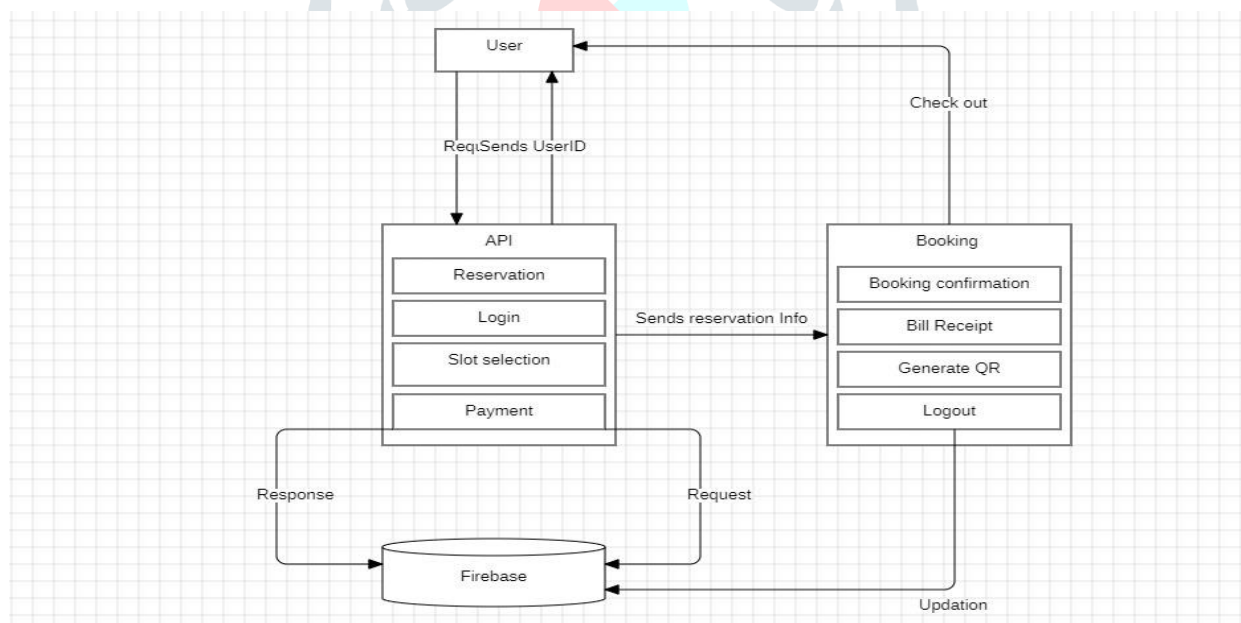 User
Check out
Sends UserID
API
Reservation
Login
Slot selection
Payment
Sends reservation Info
Booking
Booking confirmation
Bill Receipt
Generate QR
Logout
Response
Request
Firebase
Updation